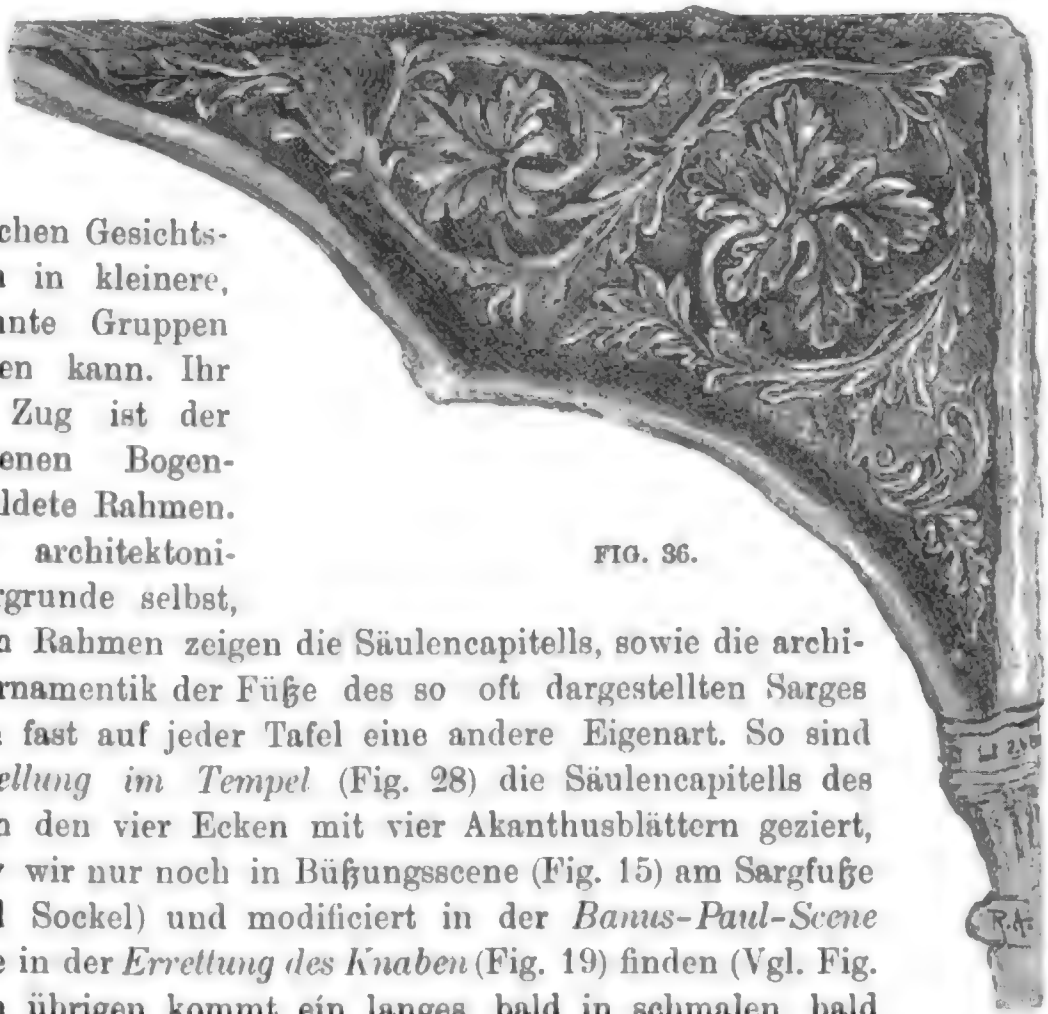 chen Gesichts-
in kleinere,
nte Gruppen
en kann. Ihr
Zug ist der
enen Bogen-
ldete Rahmen.
architektoni-
rgrunde selbst,
FIG. 36.
Rahmen zeigen die Säulencapitells, sowie die archi-
rnamentik der Füße des so oft dargestellten Sarges
fast auf jeder Tafel eine andere Eigenart. So sind
ellung im Tempel (Fig. 28) die Säulencapitells des
den vier Ecken mit vier Akanthusblättern geziert,
wir nur noch in Büßungsscene (Fig. 15) am Sargfuße
Sockel) und modificiert in der Banus-Paul-Scene
e in der Errettung des Knaben (Fig. 19) finden (Vgl. Fig.
übrigen kommt ein langes, bald in schmalen, bald
R.A.